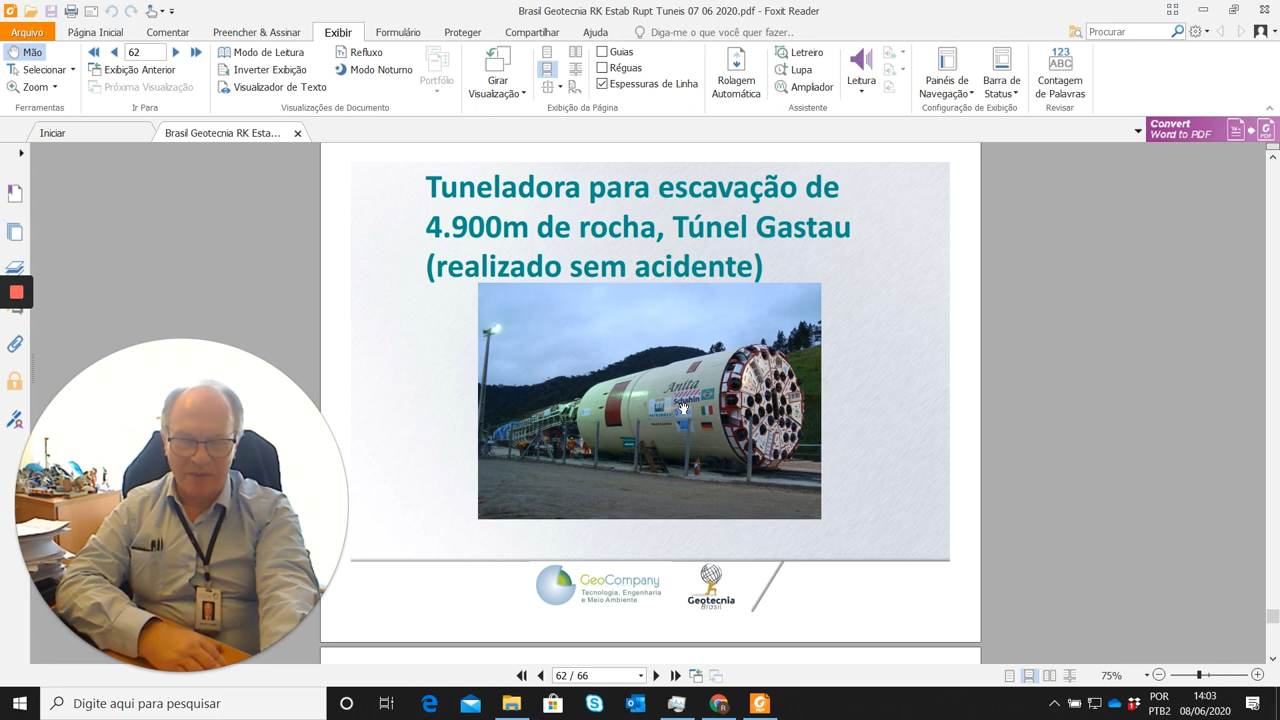 Brasil Geotecnia RK Estab Rupt Tuneis 07 06 2020.pdf - Foxit Reader
Arquivo Página Inicial Comentar Preencher & Assinar Exibir Formulário Proteger Compartilhar Ajuda Diga-me o que você quer fazer.. Procurar
Mão
Selecionar
Zoom
Ferramentas
62
Exibição Anterior
Próxima Visualização
Ir Para
Modo de Leitura
Inverter Exibição
Visualizador de Texto
Refluxo
Modo Noturno
Portfólio
Visualizações de Documento
Girar
Visualização
Guias
Réguas
Espessuras de Linha
Exibição da Página
Rolagem
Automática
Letreiro
Lupa
Ampliador
Assistente
Leitura
Painéis de
Navegação
Barra de
Status
Configuração de Exibição
123
ABC
Contagem
de Palavras
Revisar
Iniciar
Brasil Geotecnia RK Esta...
Convert
Word to PDF
PDF
Tuneladora para escavação de
4.900m de rocha, Túnel Gastau
(realizado sem acidente)
Anita
Schahin
PETROBRAS
GeoCompany
Tecnologia, Engenharia
e Meio Ambiente
Geotecnia
Brasil
62 / 66
75%
Digite aqui para pesquisar
POR
PTB2
14:03
08/06/2020